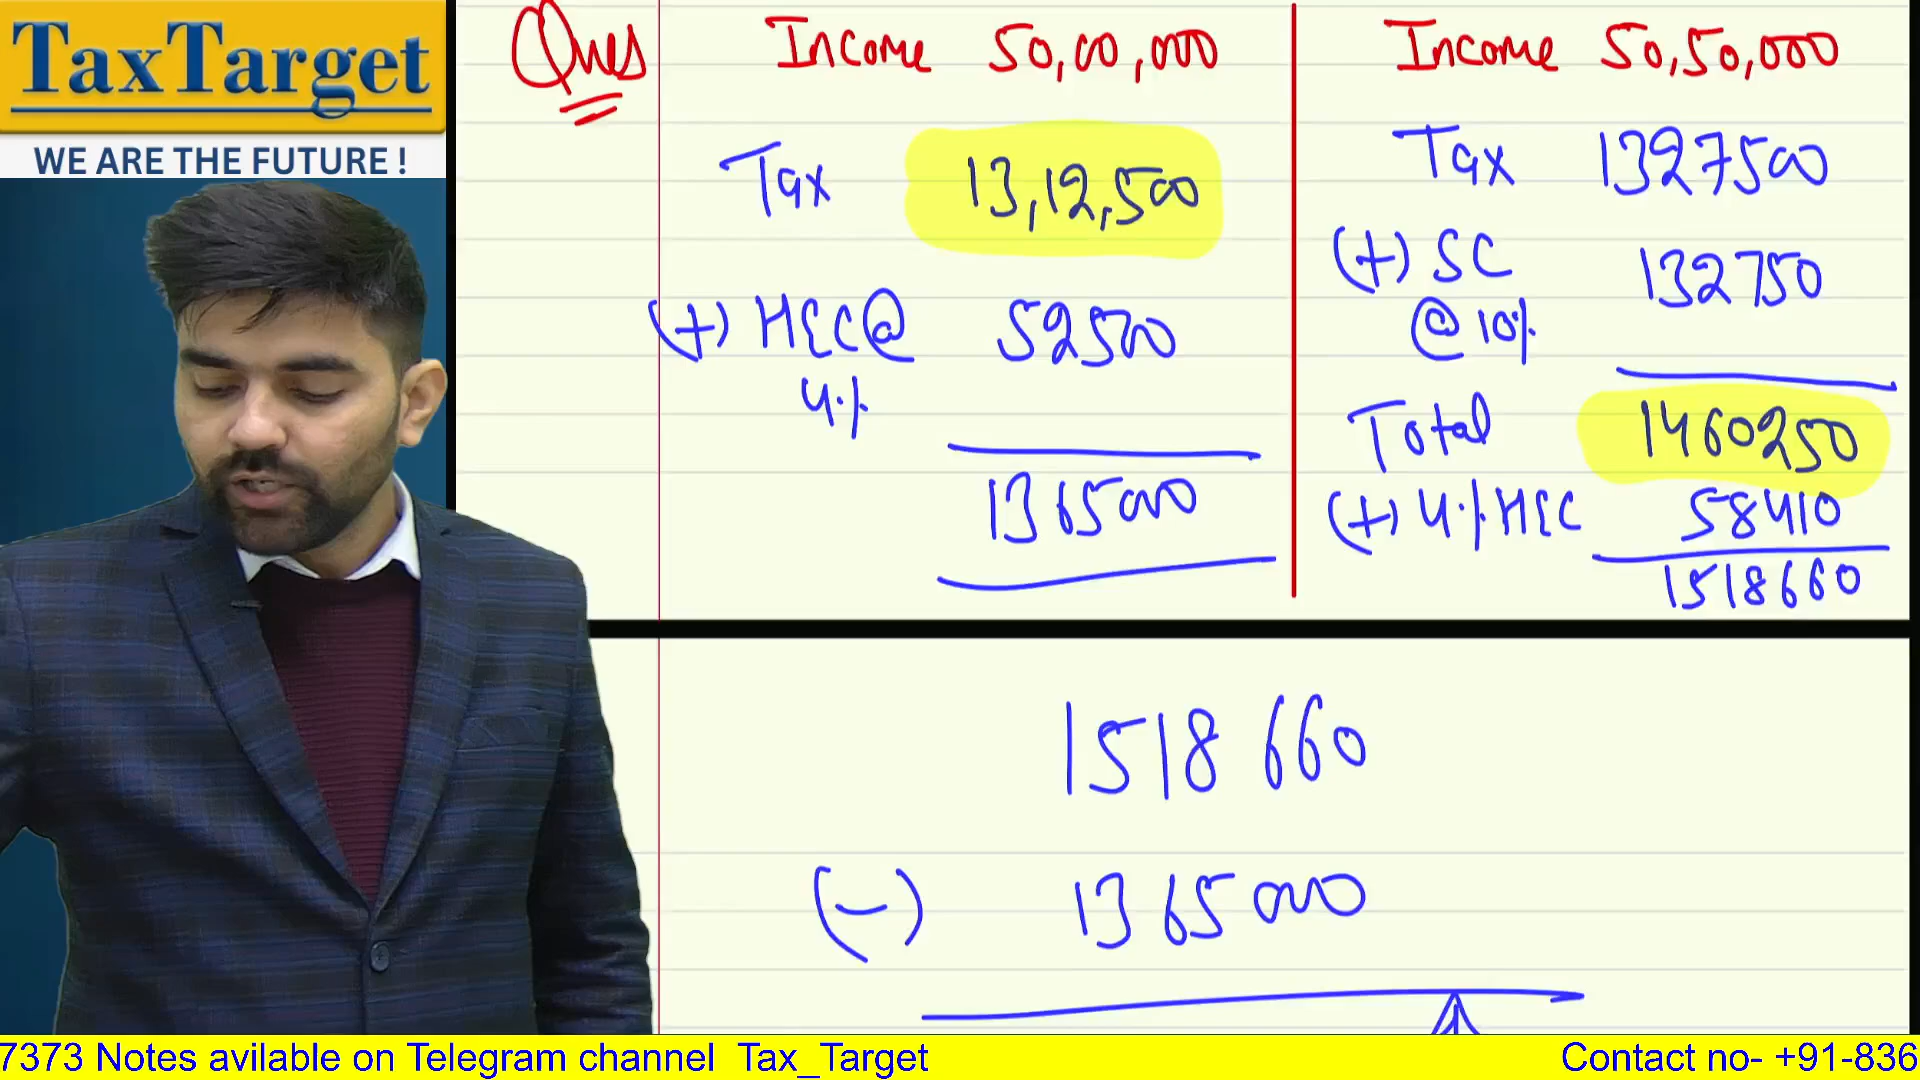 TaxTarget
WE ARE THE FUTURE !
Ques
Income 50,00,000
Tax 13,12,500
(+) HEC@ 52500
4%
1365000
Income 50,50,000
Tax 1327500
(+) SC 132750
@ 10%
Total 1460250
(+) 4% HEC 58410
1518660
1518 660
(-) 1365000
7373 Notes avilable on Telegram channel Tax_Target
Contact no- +91-836